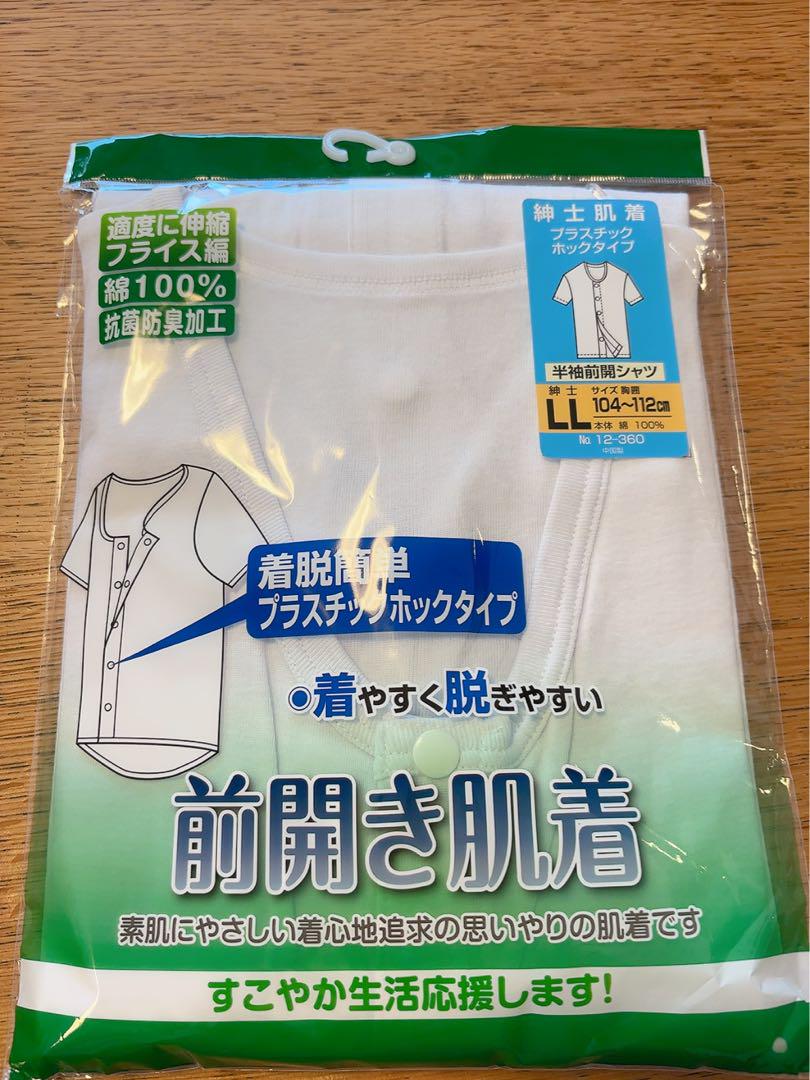 適度に伸縮
フライス編
綿100%
抗菌防臭加工
紳士肌着
プラスチック
ホックタイプ
半袖前開シャツ
紳士
LL
サイズ 胸囲
104～112cm
本体 綿 100%
No. 12-360
中国製
着脱簡単
プラスチックホックタイプ
着やすく脱ぎやすい
前開き肌着
素肌にやさしい着心地追求の思いやりの肌着です
すこやか生活応援します!